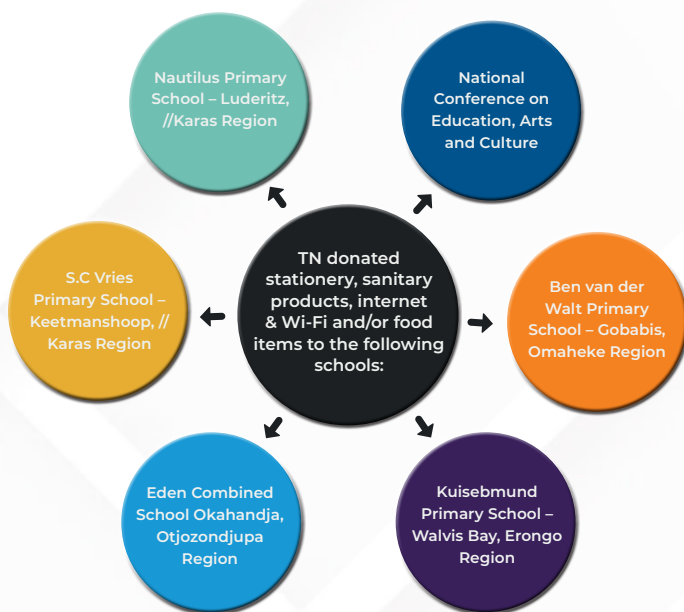 Nautilus Primary
School – Luderitz,
//Karas Region
National
Conference on
Education, Arts
and Culture
TN donated
stationery, sanitary
products, internet
& Wi-Fi and/or food
items to the following
schools:
S.C Vries
Primary School –
Keetmanshoop, //
Karas Region
Ben van der
Walt Primary
School – Gobabis,
Omaheke Region
Eden Combined
School Okahandja,
Otjozondjupa
Region
Kuisebmund
Primary School –
Walvis Bay, Erongo
Region